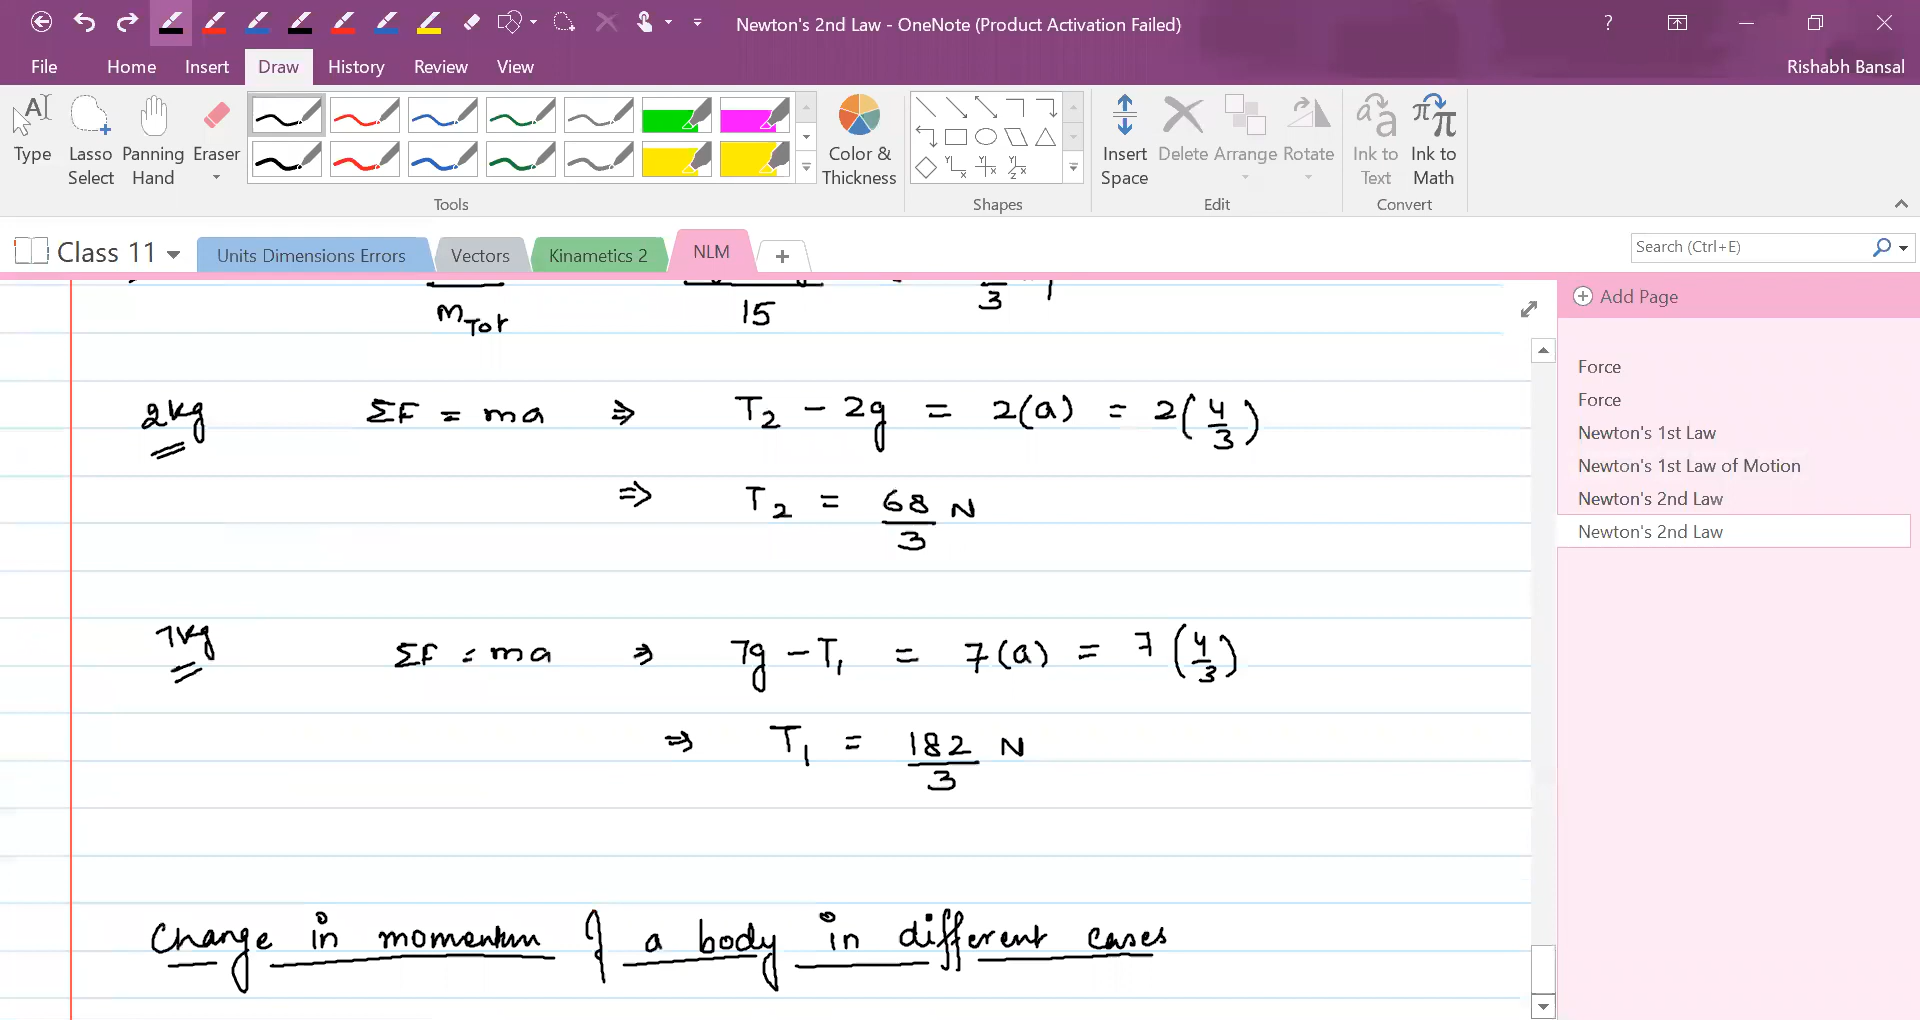 Newton's 2nd Law - OneNote (Product Activation Failed)
?
File Home Insert Draw History Review View
Rishabh Bansal
Type
Lasso Select
Panning Hand
Eraser
Color & Thickness
Insert Space
Delete
Arrange
Rotate
Ink to Text
Ink to Math
Tools
Shapes
Edit
Convert
Class 11
Units Dimensions Errors
Vectors
Kinametics 2
NLM
Search (Ctrl+E)
Add Page
Force
Force
Newton's 1st Law
Newton's 1st Law of Motion
Newton's 2nd Law
Newton's 2nd Law
m_Tot 15 3
2kg ΣF = ma ⇒ T₂ - 2g = 2(a) = 2(4/3)
⇒ T₂ = 68/3 N
7kg ΣF = ma ⇒ 7g - T₁ = 7(a) = 7(4/3)
⇒ T₁ = 182/3 N
Change in momentum of a body in different cases